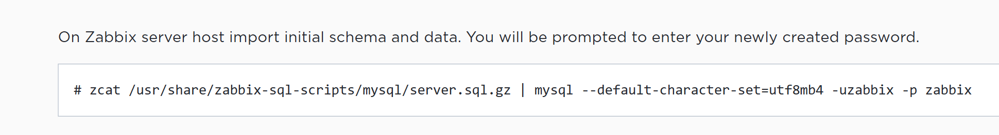 On Zabbix server host import initial schema and data. You will be prompted to enter your newly created password.
# zcat /usr/share/zabbix-sql-scripts/mysql/server.sql.gz | mysql --default-character-set=utf8mb4 -uzabbix -p zabbix